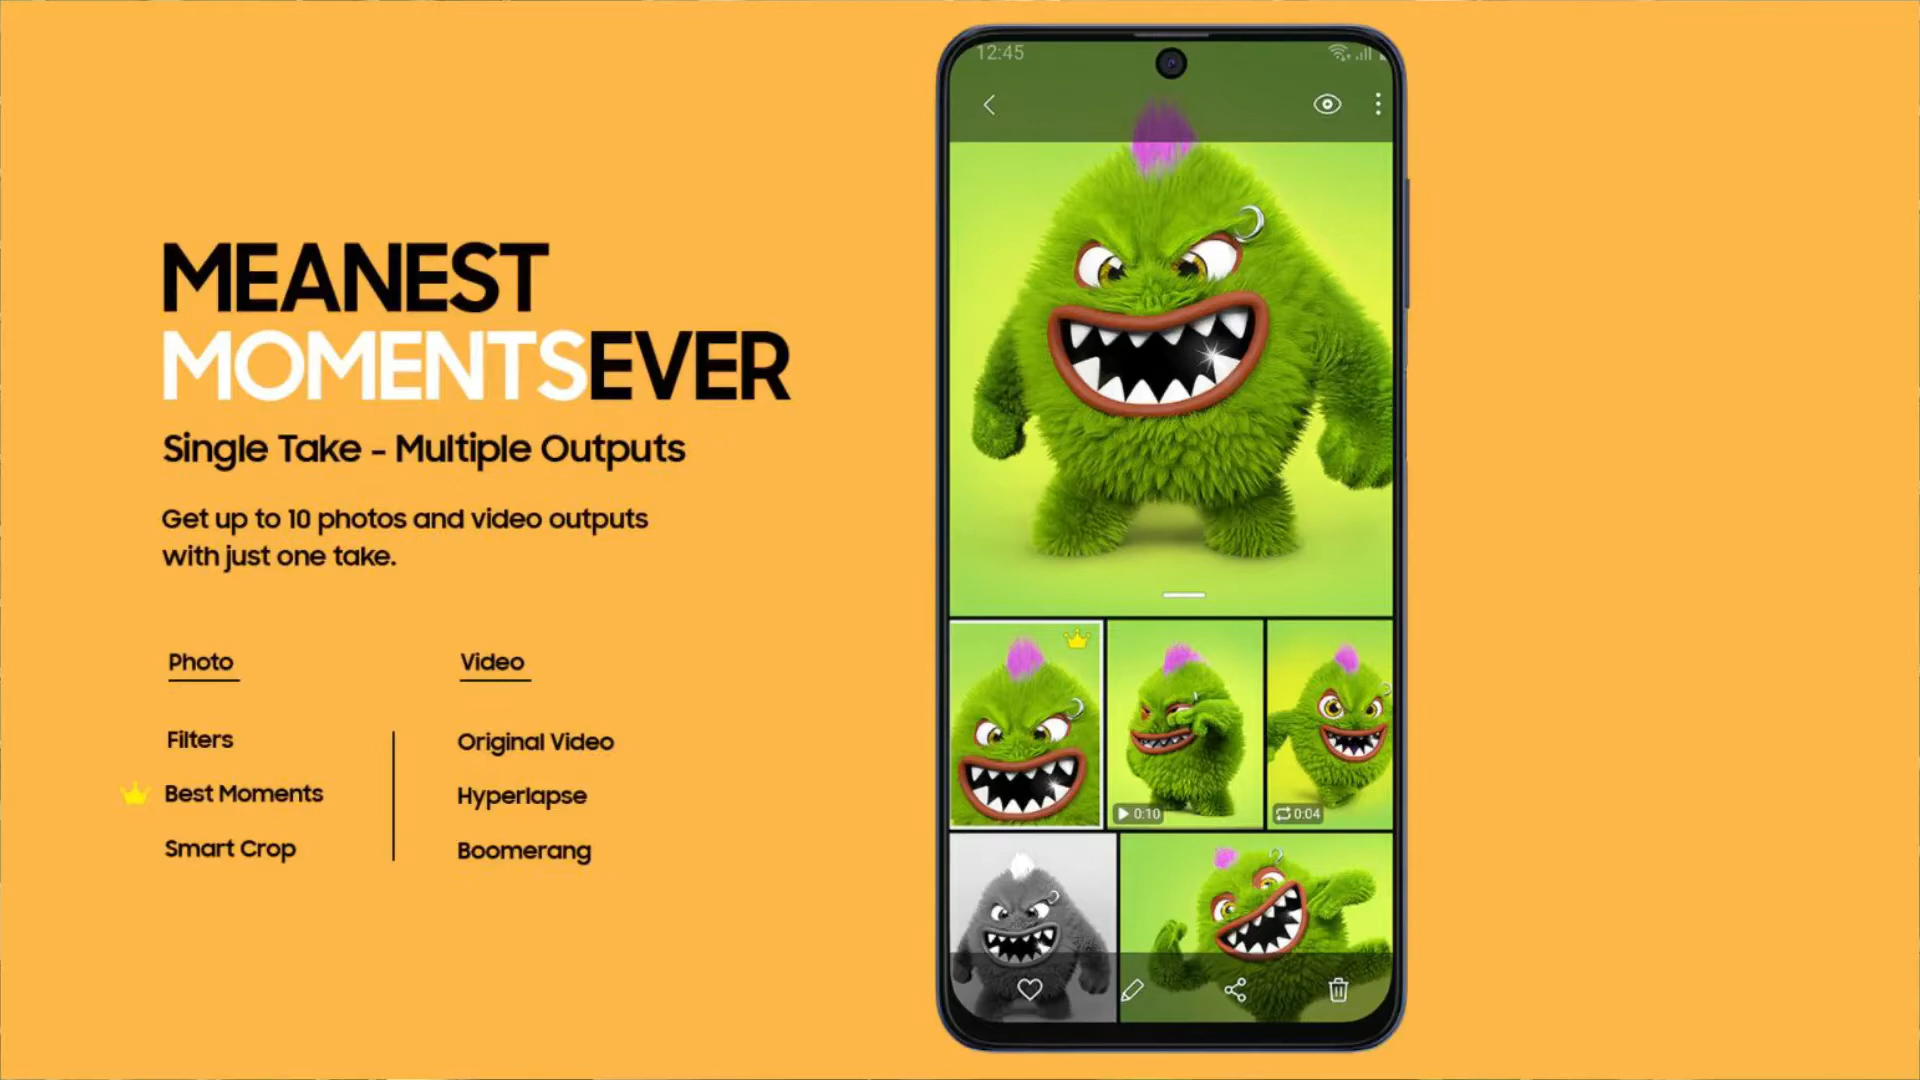 MEANEST
MOMENTSEVER
Single Take - Multiple Outputs
Get up to 10 photos and video outputs
with just one take.
Photo
Filters
Best Moments
Smart Crop
Video
Original Video
Hyperlapse
Boomerang
12:45
0:10
0:04